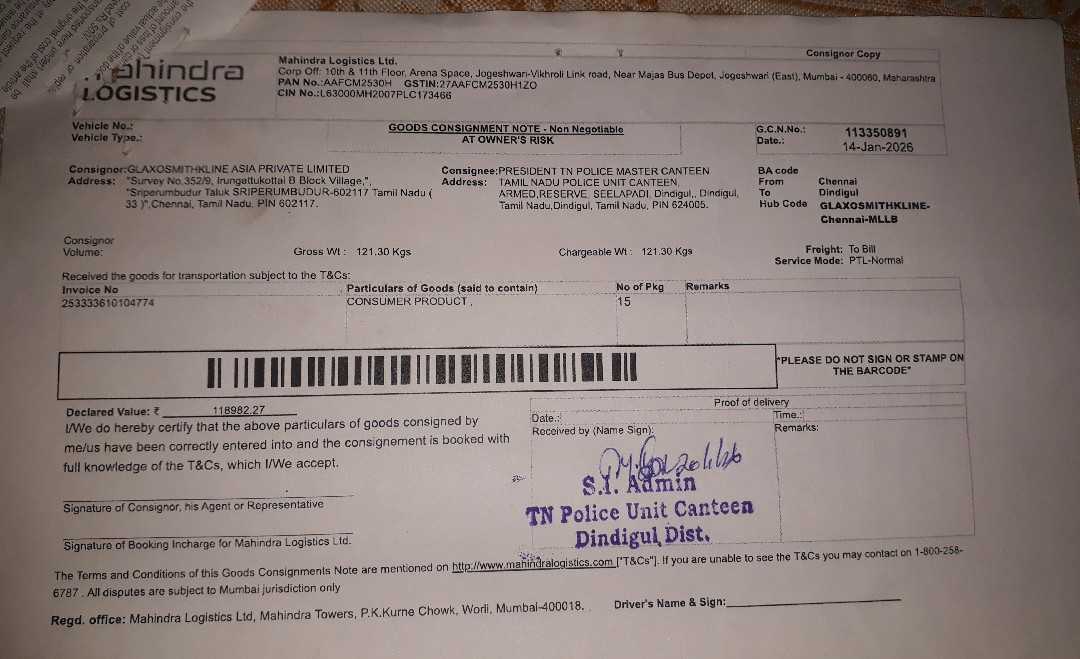 Mahindra
LOGISTICS
Consignor Copy
Mahindra Logistics Ltd.
Corp Off: 10th & 11th Floor, Arena Space, Jogeshwari-Vikhroli Link road, Near Majas Bus Depot, Jogeshwari (East), Mumbai - 400060, Maharashtra
PAN No.:AAFCM2530H GSTIN:27AAFCM2530H1ZO
CIN No.:L63000MH2007PLC173466
Vehicle No.:
Vehicle Type.:
GOODS CONSIGNMENT NOTE - Non Negotiable
AT OWNER'S RISK
G.C.N.No.: 113350891
Date.: 14-Jan-2026
Consignor:GLAXOSMITHKLINE ASIA PRIVATE LIMITED
Address: "Survey No.352/9, Irungattukottai B Block Village,",
"Sriperumbudur Taluk SRIPERUMBUDUR-602117 Tamil Nadu (
33 )",Chennai, Tamil Nadu, PIN 602117.
Consignee:PRESIDENT TN POLICE MASTER CANTEEN
Address: TAMIL NADU POLICE UNIT CANTEEN,
ARMED,RESERVE, SEELAPADI, Dindigul,, Dindigul,
Tamil Nadu,Dindigul, Tamil Nadu, PIN 624005.
BA code
From Chennai
To Dindigul
Hub Code GLAXOSMITHKLINE-
Chennai-MLLB
Consignor
Volume:
Gross Wt : 121.30 Kgs
Chargeable Wt : 121.30 Kgs
Freight: To Bill
Service Mode: PTL-Normal
Received the goods for transportation subject to the T&Cs:
Invoice No Particulars of Goods (said to contain) No of Pkg Remarks
253333610104774 CONSUMER PRODUCT , 15
*PLEASE DO NOT SIGN OR STAMP ON
THE BARCODE*
Declared Value: ₹ 118982.27
I/We do hereby certify that the above particulars of goods consigned by
me/us have been correctly entered into and the consignement is booked with
full knowledge of the T&Cs, which I/We accept.
Signature of Consignor, his Agent or Representative
Signature of Booking Incharge for Mahindra Logistics Ltd.
Proof of delivery
Date.: Time.:
Received by (Name Sign): Remarks:
20/1/26
S.I. Admin
TN Police Unit Canteen
Dindigul Dist.
The Terms and Conditions of this Goods Consignments Note are mentioned on http://www.mahindralogistics.com ["T&Cs"]. If you are unable to see the T&Cs you may contact on 1-800-258-
6787 . All disputes are subject to Mumbai jurisdiction only
Regd. office: Mahindra Logistics Ltd, Mahindra Towers, P.K.Kurne Chowk, Worli, Mumbai-400018. . Driver's Name & Sign: